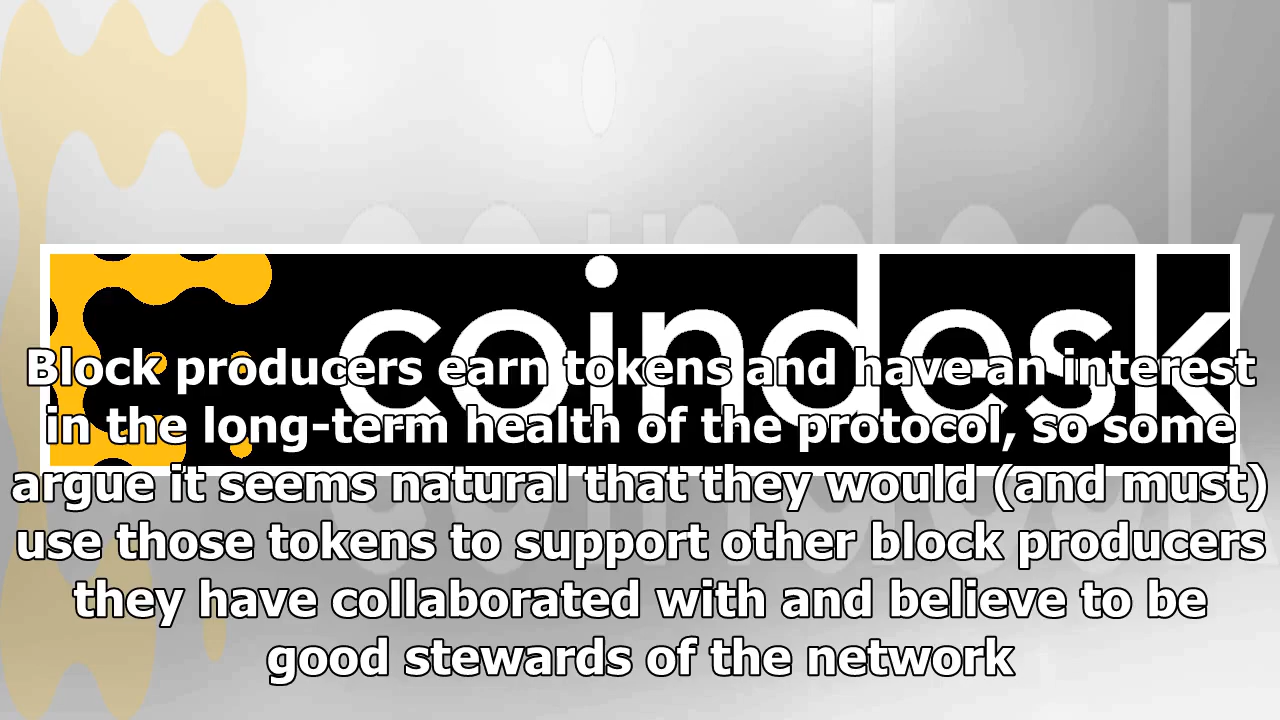 coindesk
Block producers earn tokens and have an interest
in the long-term health of the protocol, so some
argue it seems natural that they would (and must)
use those tokens to support other block producers
they have collaborated with and believe to be
good stewards of the network